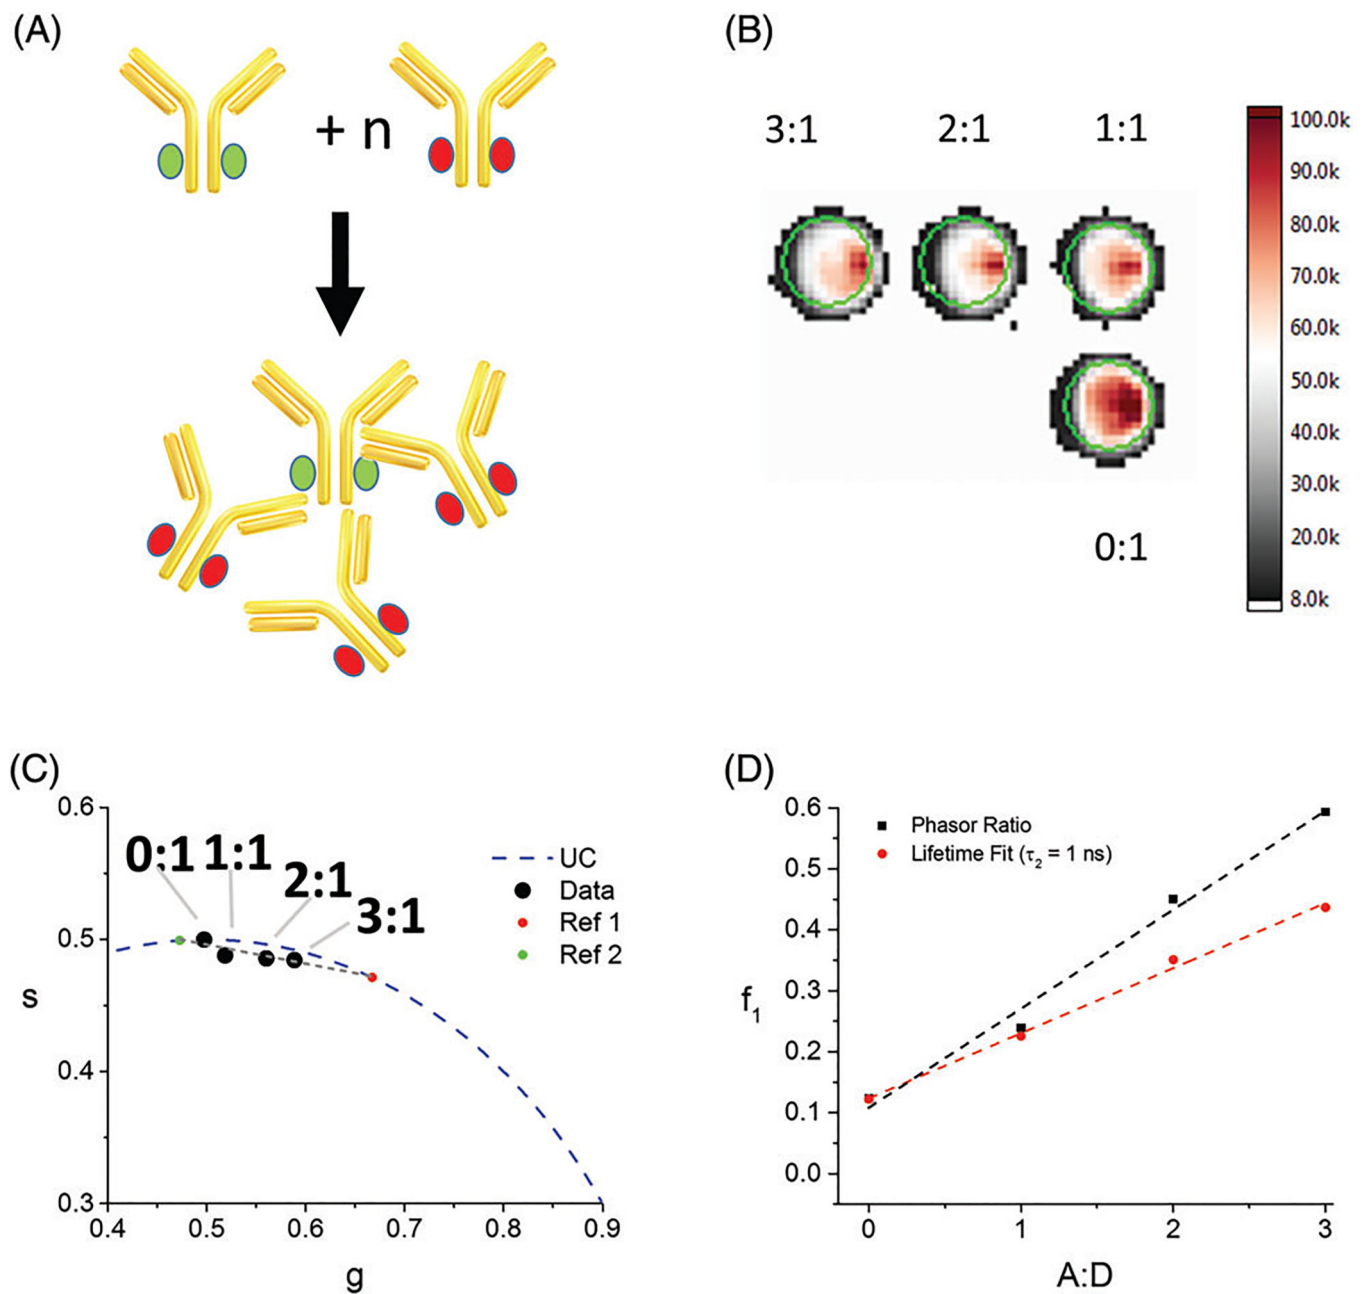 (A)
+ n
(B)
3:1 2:1 1:1
0:1
100.0k
90.0k
80.0k
70.0k
60.0k
50.0k
40.0k
30.0k
20.0k
8.0k
(C)
0.6
0.5
0.4
0.3
s
0:1 1:1
2:1
3:1
UC
Data
Ref 1
Ref 2
0.4 0.5 0.6 0.7 0.8 0.9
g
(D)
0.6
0.5
0.4
0.3
0.2
0.1
0.0
f₁
Phasor Ratio
Lifetime Fit (τ₂ = 1 ns)
0 1 2 3
A:D